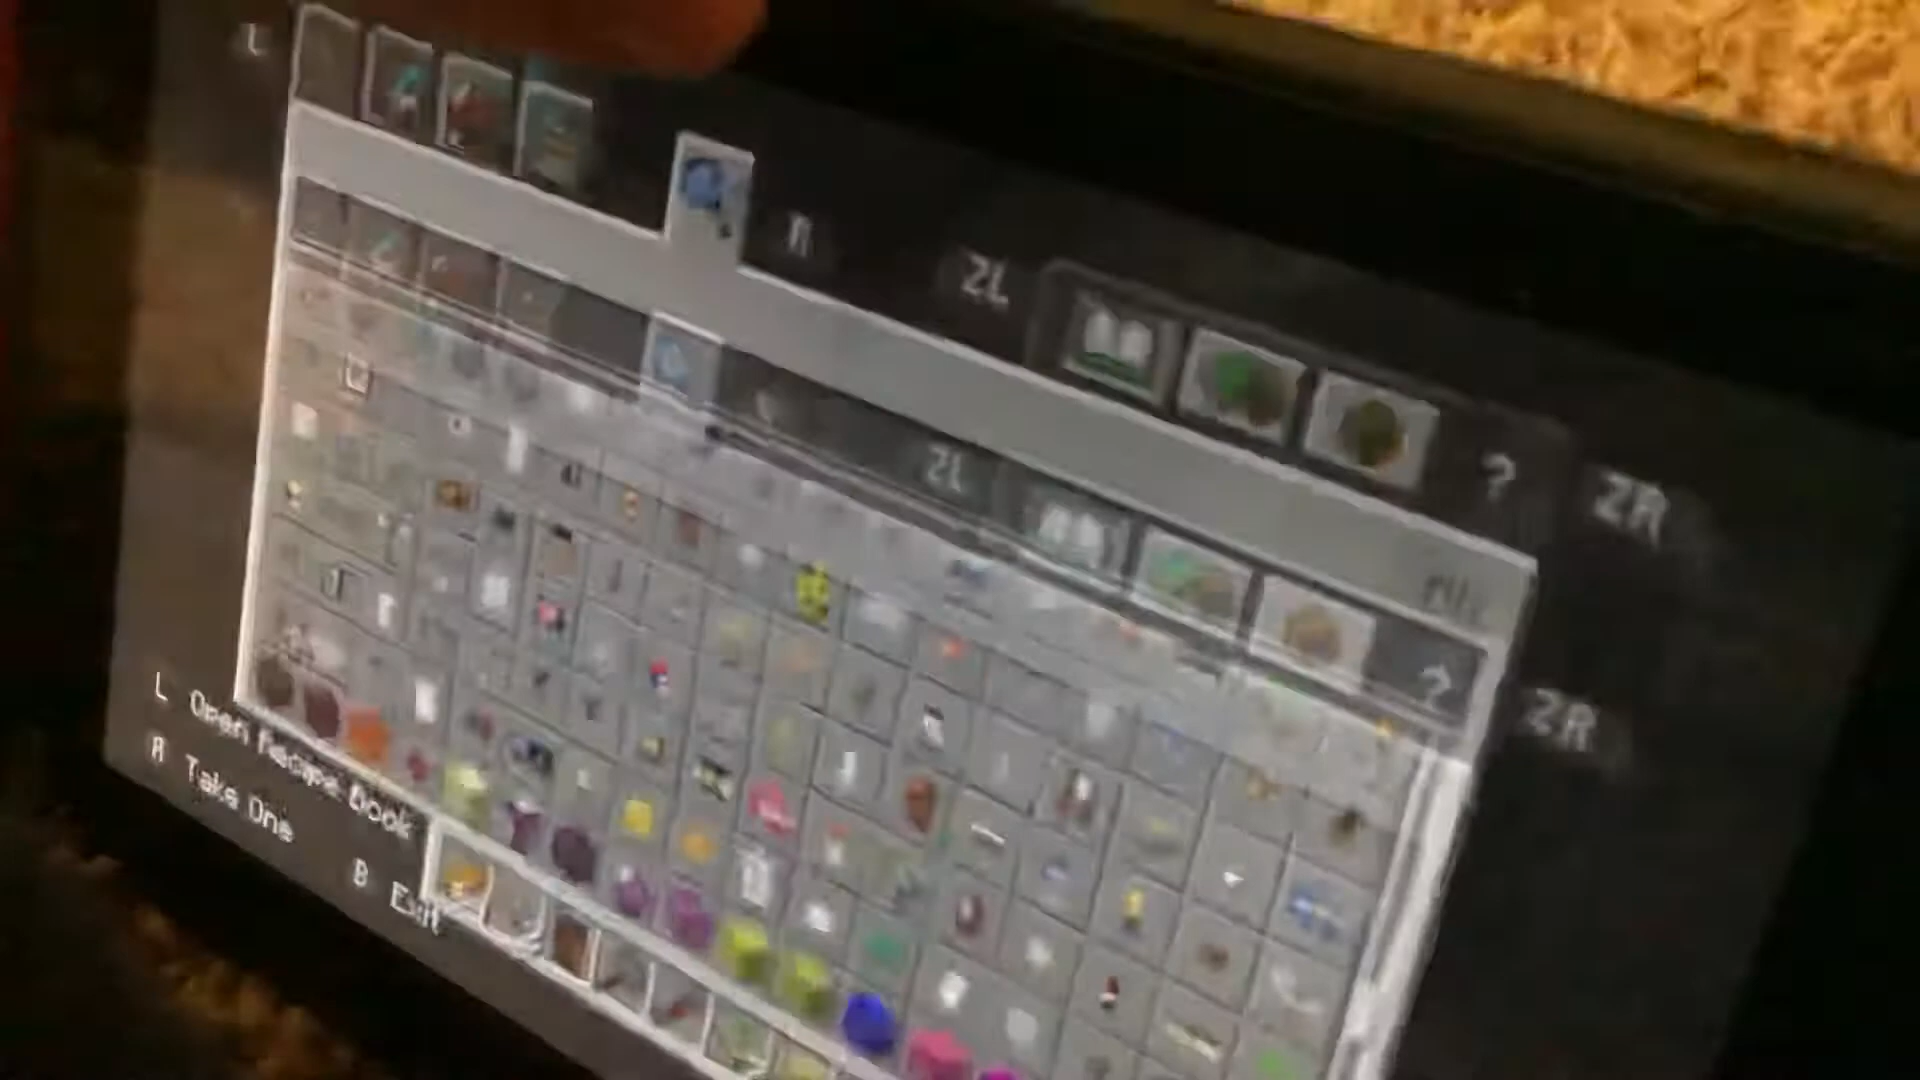 L
R
ZL
?
ZR
ZL
?
ZR
L Open Recipe Book
A Take One
B Exit